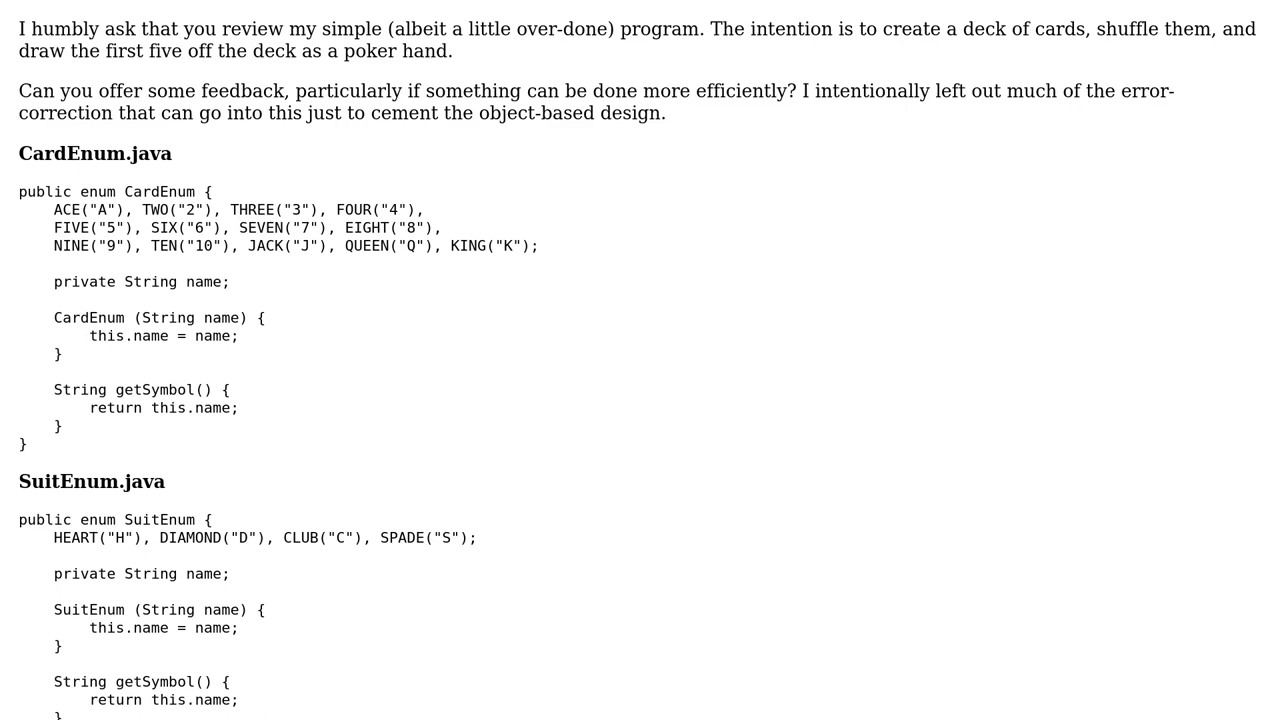 I humbly ask that you review my simple (albeit a little over-done) program. The intention is to create a deck of cards, shuffle them, and
draw the first five off the deck as a poker hand.
Can you offer some feedback, particularly if something can be done more efficiently? I intentionally left out much of the error-
correction that can go into this just to cement the object-based design.
CardEnum.java
public enum CardEnum {
    ACE("A"), TWO("2"), THREE("3"), FOUR("4"),
    FIVE("5"), SIX("6"), SEVEN("7"), EIGHT("8"),
    NINE("9"), TEN("10"), JACK("J"), QUEEN("Q"), KING("K");
    private String name;
    CardEnum (String name) {
        this.name = name;
    }
    String getSymbol() {
        return this.name;
    }
}
SuitEnum.java
public enum SuitEnum {
    HEART("H"), DIAMOND("D"), CLUB("C"), SPADE("S");
    private String name;
    SuitEnum (String name) {
        this.name = name;
    }
    String getSymbol() {
        return this.name;
    }